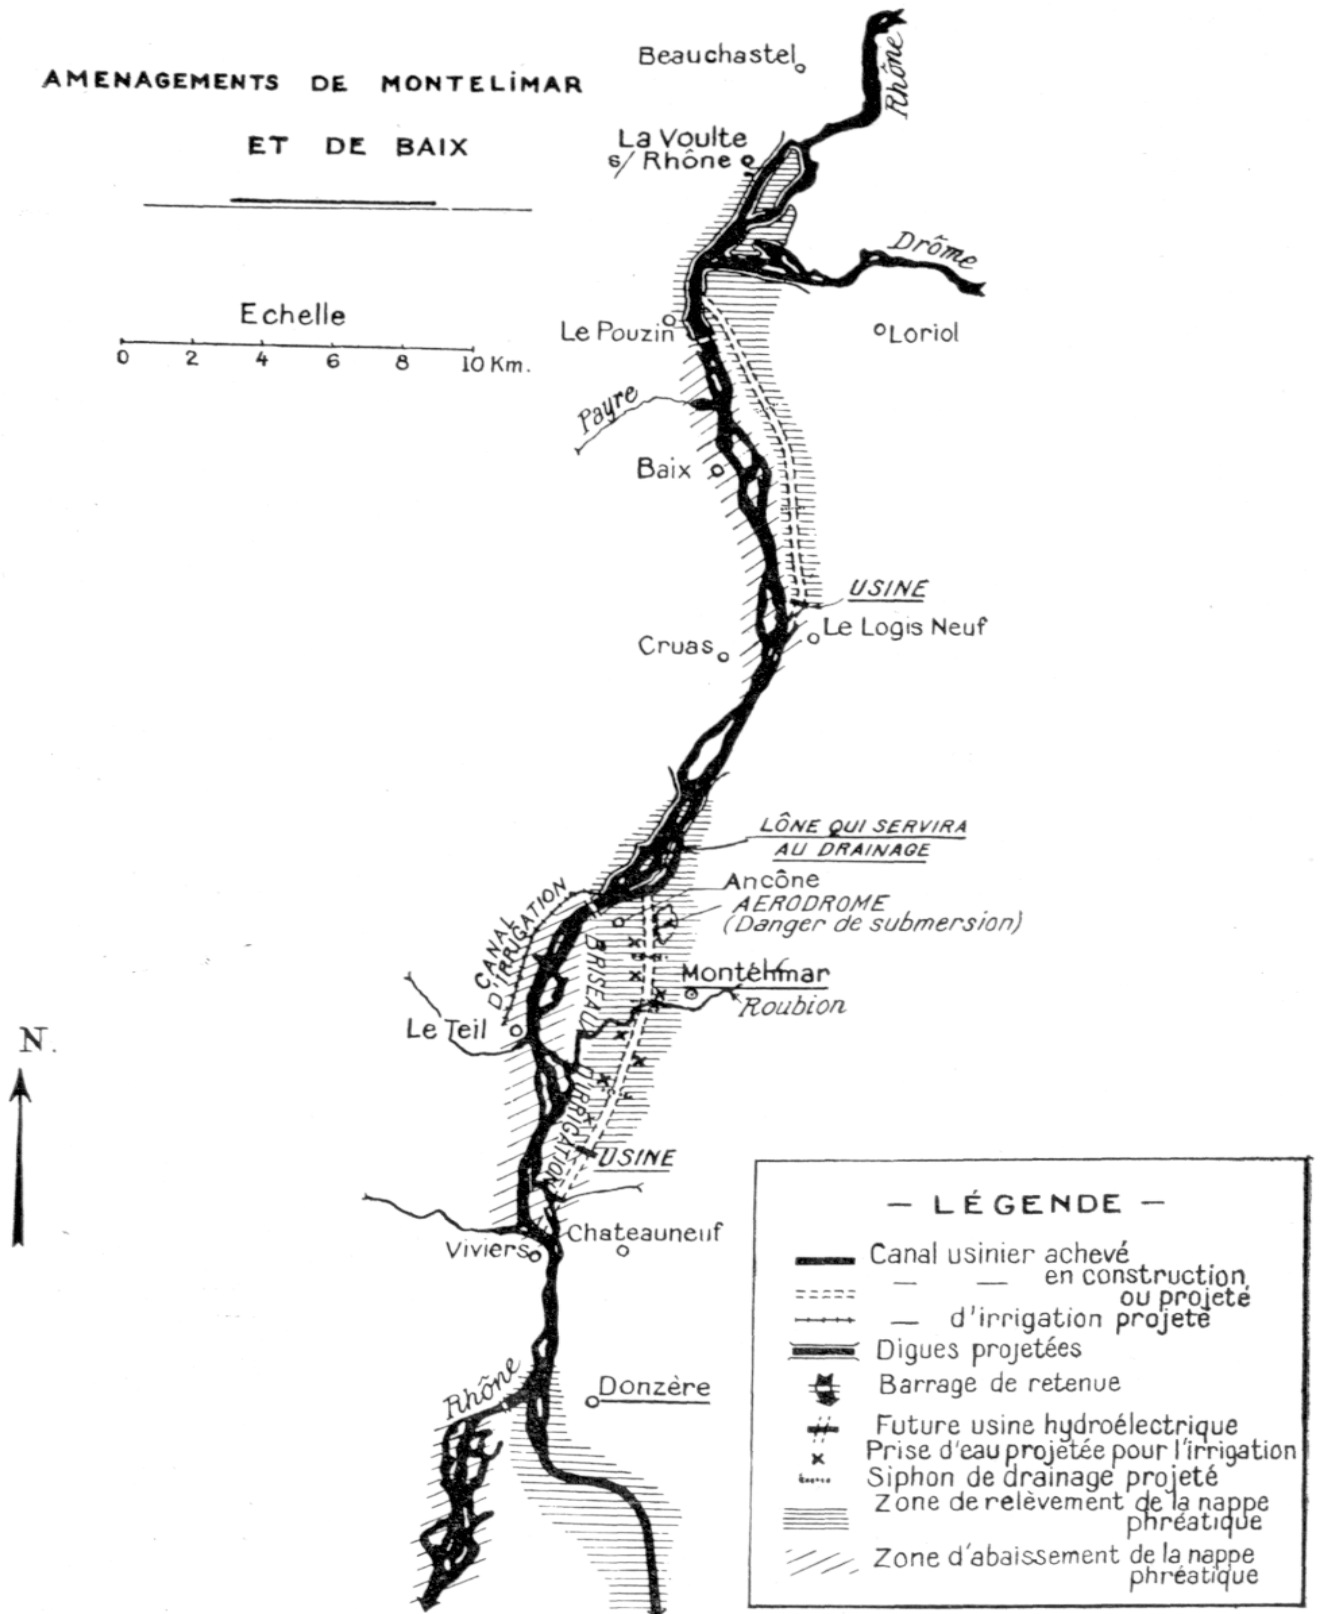 AMENAGEMENTS DE MONTELIMAR
ET DE BAIX
Echelle
0 2 4 6 8 10 Km.
Beauchastel
Rhône
La Voulte
s/ Rhône
Drôme
Le Pouzin
Loriol
Payre
Baix
USINE
Le Logis Neuf
Cruas
LÔNE QUI SERVIRA
AU DRAINAGE
Ancône
AERODROME
(Danger de submersion)
CANAL
D'IRRIGATION
BRISEAUX
Montélimar
Roubion
Le Teil
N.
D'IRRIGATION
USINE
Chateauneuf
Viviers
Rhône
Donzère
— LÉGENDE —
Canal usinier achevé
— — en construction
ou projeté
— d'irrigation projeté
Digues projetées
Barrage de retenue
Future usine hydroélectrique
Prise d'eau projetée pour l'irrigation
Siphon de drainage projeté
Zone de relèvement de la nappe
phréatique
Zone d'abaissement de la nappe
phréatique